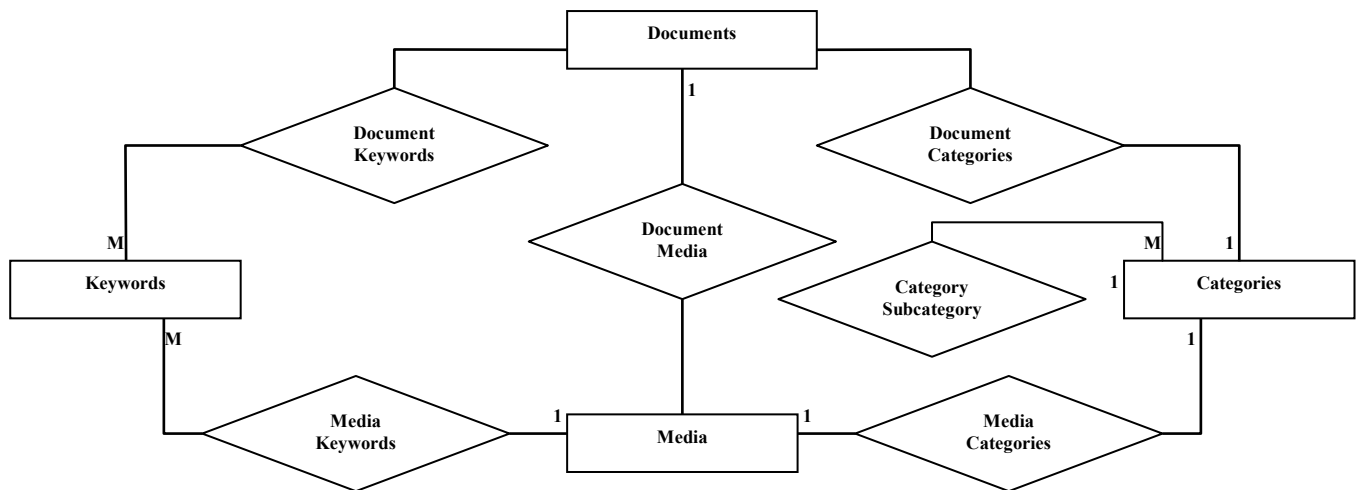 Documents
1
Document
Keywords
Document
Categories
Document
Media
M
M
1
Keywords
Category
Subcategory
1
Categories
M
1
Media
Keywords
1
Media
1
Media
Categories